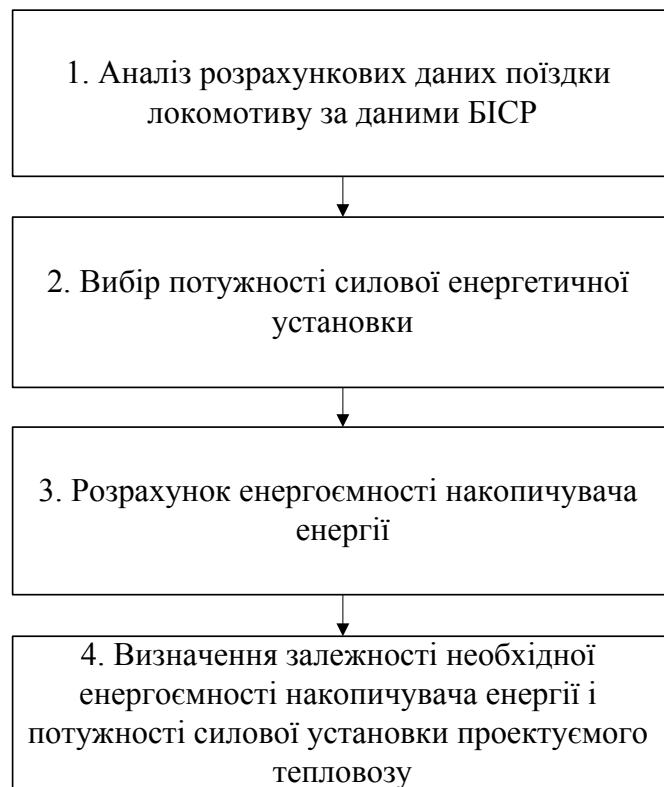 1. Аналіз розрахункових даних поїздки
локомотиву за даними БІСР
2. Вибір потужності силової енергетичної
установки
3. Розрахунок енергоємності накопичувача
енергії
4. Визначення залежності необхідної
енергоємності накопичувача енергії і
потужності силової установки проектуємого
тепловозу